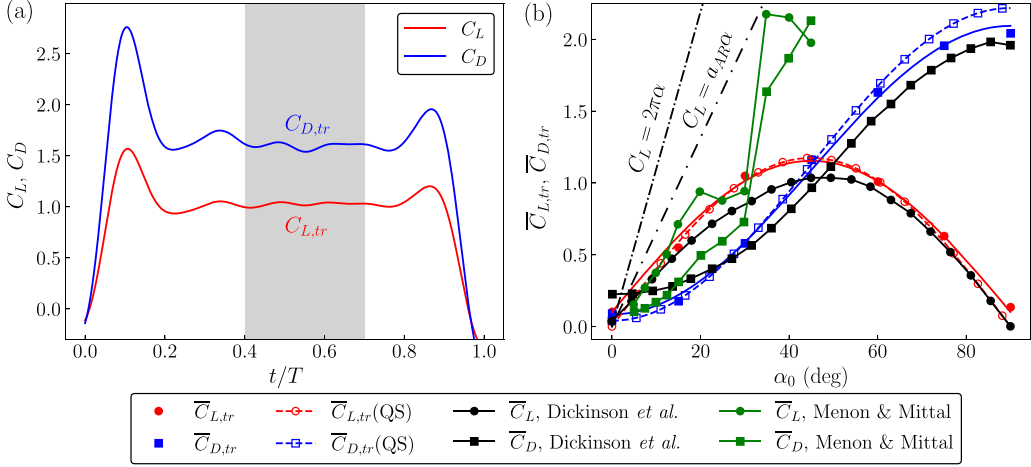 (a)
C_L
C_D
C_{D,tr}
C_{L,tr}
C_L, C_D
2.5
2.0
1.5
1.0
0.5
0.0
0.0 0.2 0.4 0.6 0.8 1.0
t/T
(b)
C_L = 2πα
C_L = a_{AR}α
\overline{C}_{L,tr}, \overline{C}_{D,tr}
2.0
1.5
1.0
0.5
0.0
0 20 40 60 80
α_0 (deg)
\overline{C}_{L,tr} \overline{C}_{L,tr}(QS) \overline{C}_L, Dickinson et al. \overline{C}_L, Menon & Mittal
\overline{C}_{D,tr} \overline{C}_{D,tr}(QS) \overline{C}_D, Dickinson et al. \overline{C}_D, Menon & Mittal